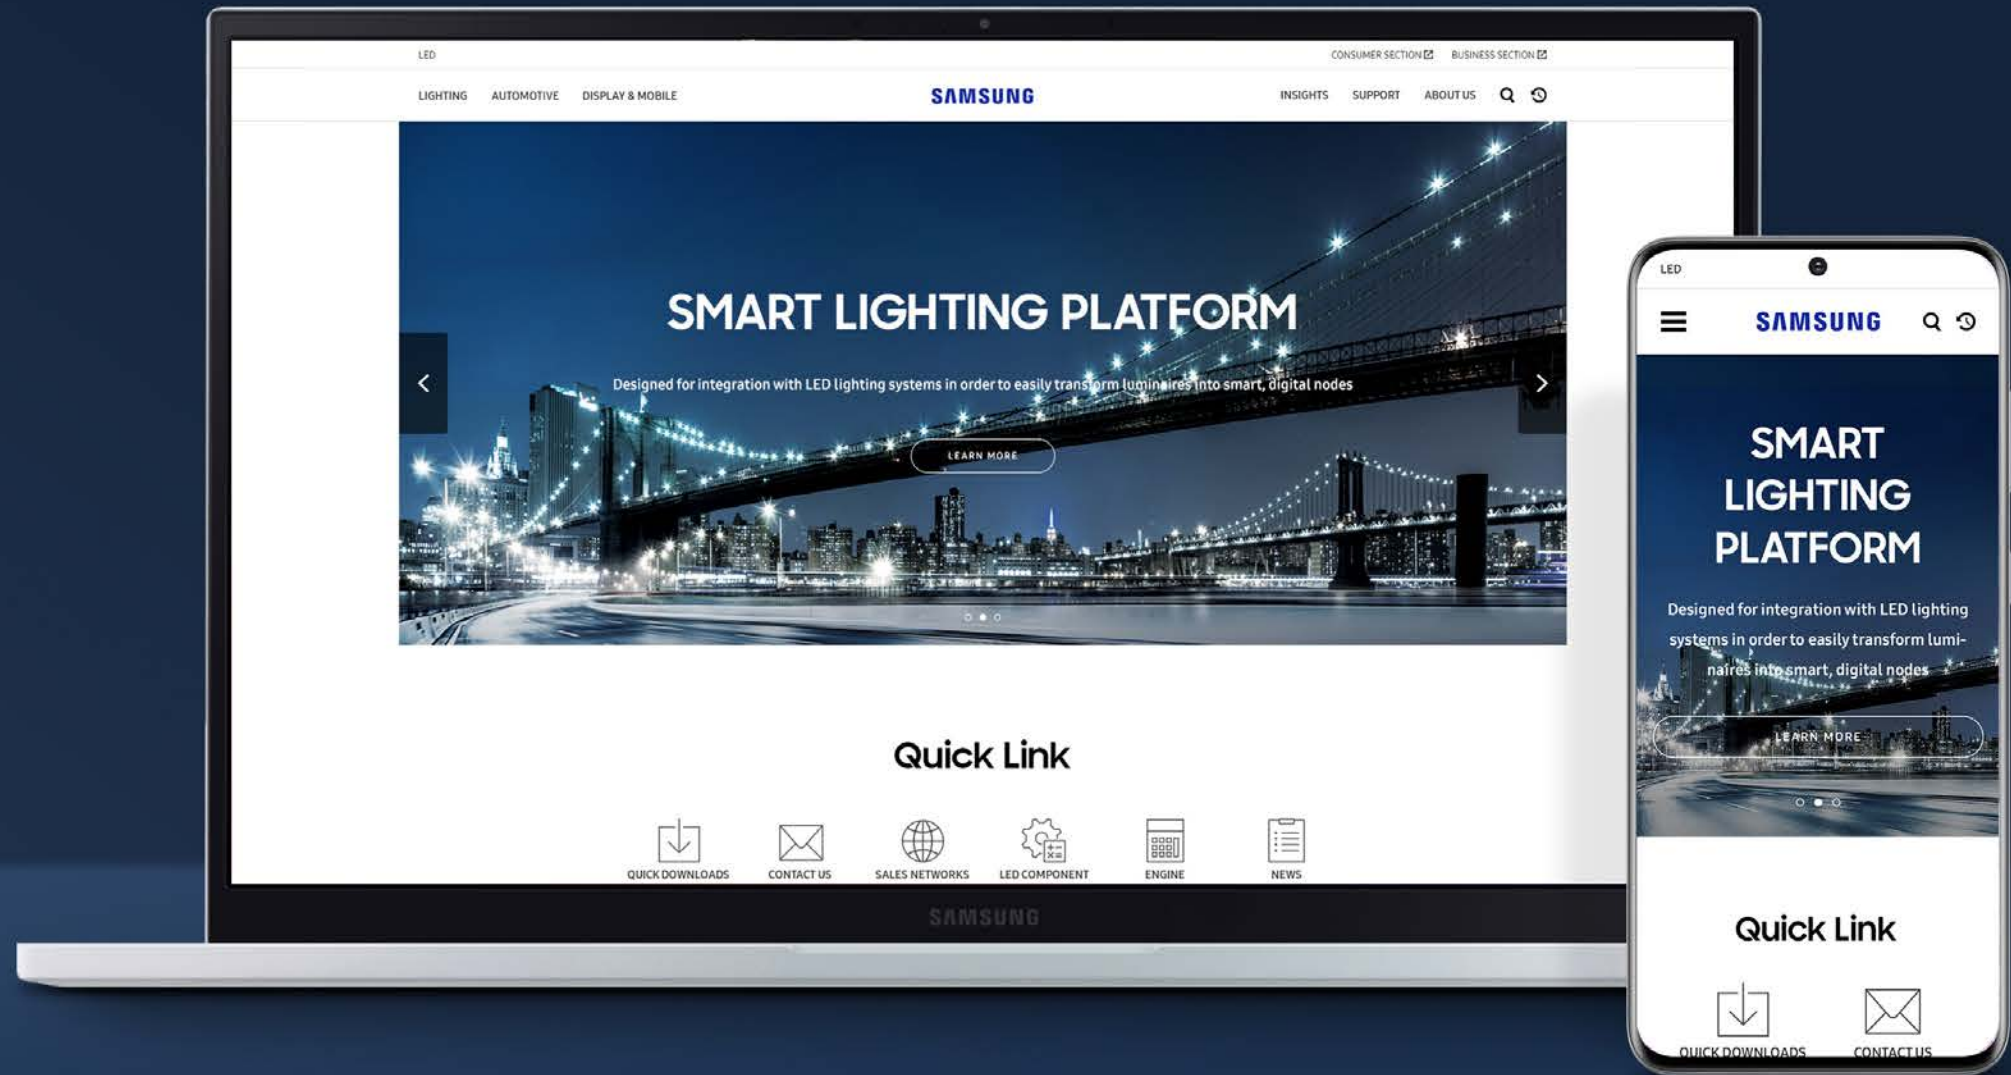 LED
CONSUMER SECTION
BUSINESS SECTION
LIGHTING
AUTOMOTIVE
DISPLAY & MOBILE
SAMSUNG
INSIGHTS
SUPPORT
ABOUT US
SMART LIGHTING PLATFORM
Designed for integration with LED lighting systems in order to easily transform luminaires into smart, digital nodes
LEARN MORE
Quick Link
QUICK DOWNLOADS
CONTACT US
SALES NETWORKS
LED COMPONENT
ENGINE
NEWS
SAMSUNG
LED
SAMSUNG
SMART
LIGHTING
PLATFORM
Designed for integration with LED lighting
systems in order to easily transform lumi-
naires into smart, digital nodes
LEARN MORE
Quick Link
QUICK DOWNLOADS
CONTACT US